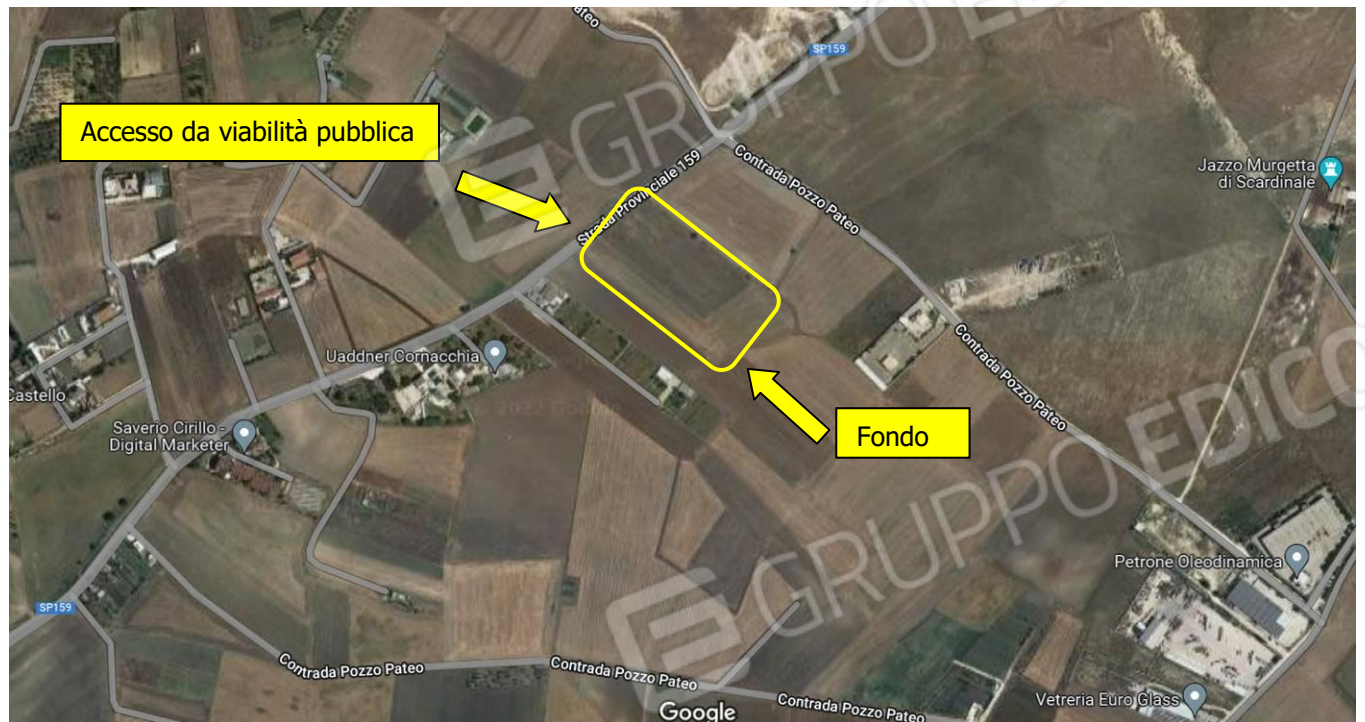 GRUPPO EDICO
Pateo
SP159
Accesso da viabilità pubblica
Strada Provinciale 159
Contrada Pozzo Pateo
Jazzo Murgetta
di Scardinale
Uaddner Cornacchia
Contrada Pozzo Pateo
Castello
© 2022 Google
Saverio Cirillo -
Digital Marketer
Fondo
GRUPPO EDICO
Petrone Oleodinamica
SP159
Contrada Pozzo Pateo
Contrada Pozzo Pateo
Contrada Pozzo Pateo
Vetreria Euro Glass
Google